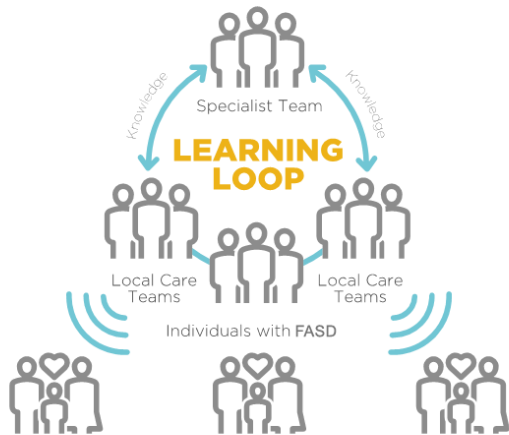 Knowledge
Knowledge
Specialist Team
LEARNING
LOOP
Local Care
Teams
Local Care
Teams
Individuals with FASD